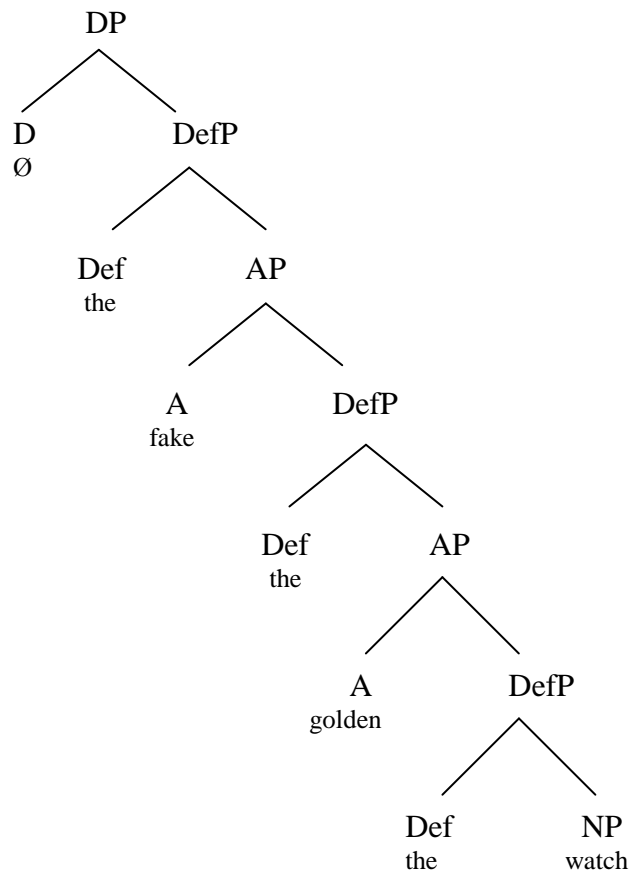 DP
D DefP
Ø
Def AP
the
A DefP
fake
Def AP
the
A DefP
golden
Def NP
the watch